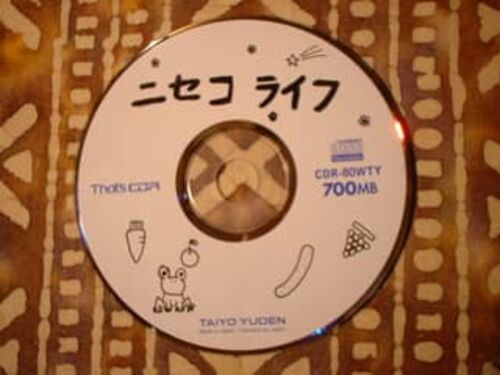 ニセコ ライフ
That's CD-R
CDR-80WTY
700MB
TAIYO YUDEN